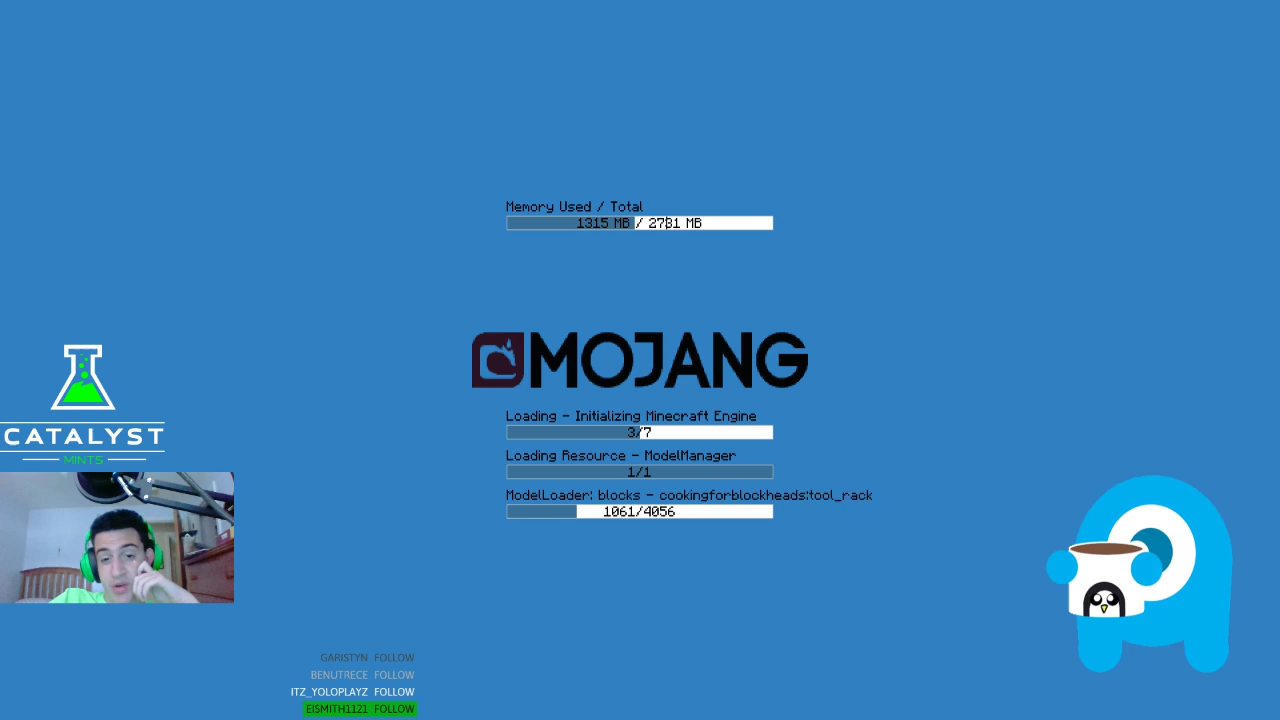 Memory Used / Total
1315 MB / 2731 MB
MOJANG
Loading - Initializing Minecraft Engine
3/7
Loading Resource - ModelManager
1/1
ModelLoader: blocks - cookingforblockheads:tool_rack
1061/4056
CATALYST
MINTS
GARISTYN FOLLOW
BENUTRECE FOLLOW
ITZ_YOLOPLAYZ FOLLOW
EISMITH1121 FOLLOW